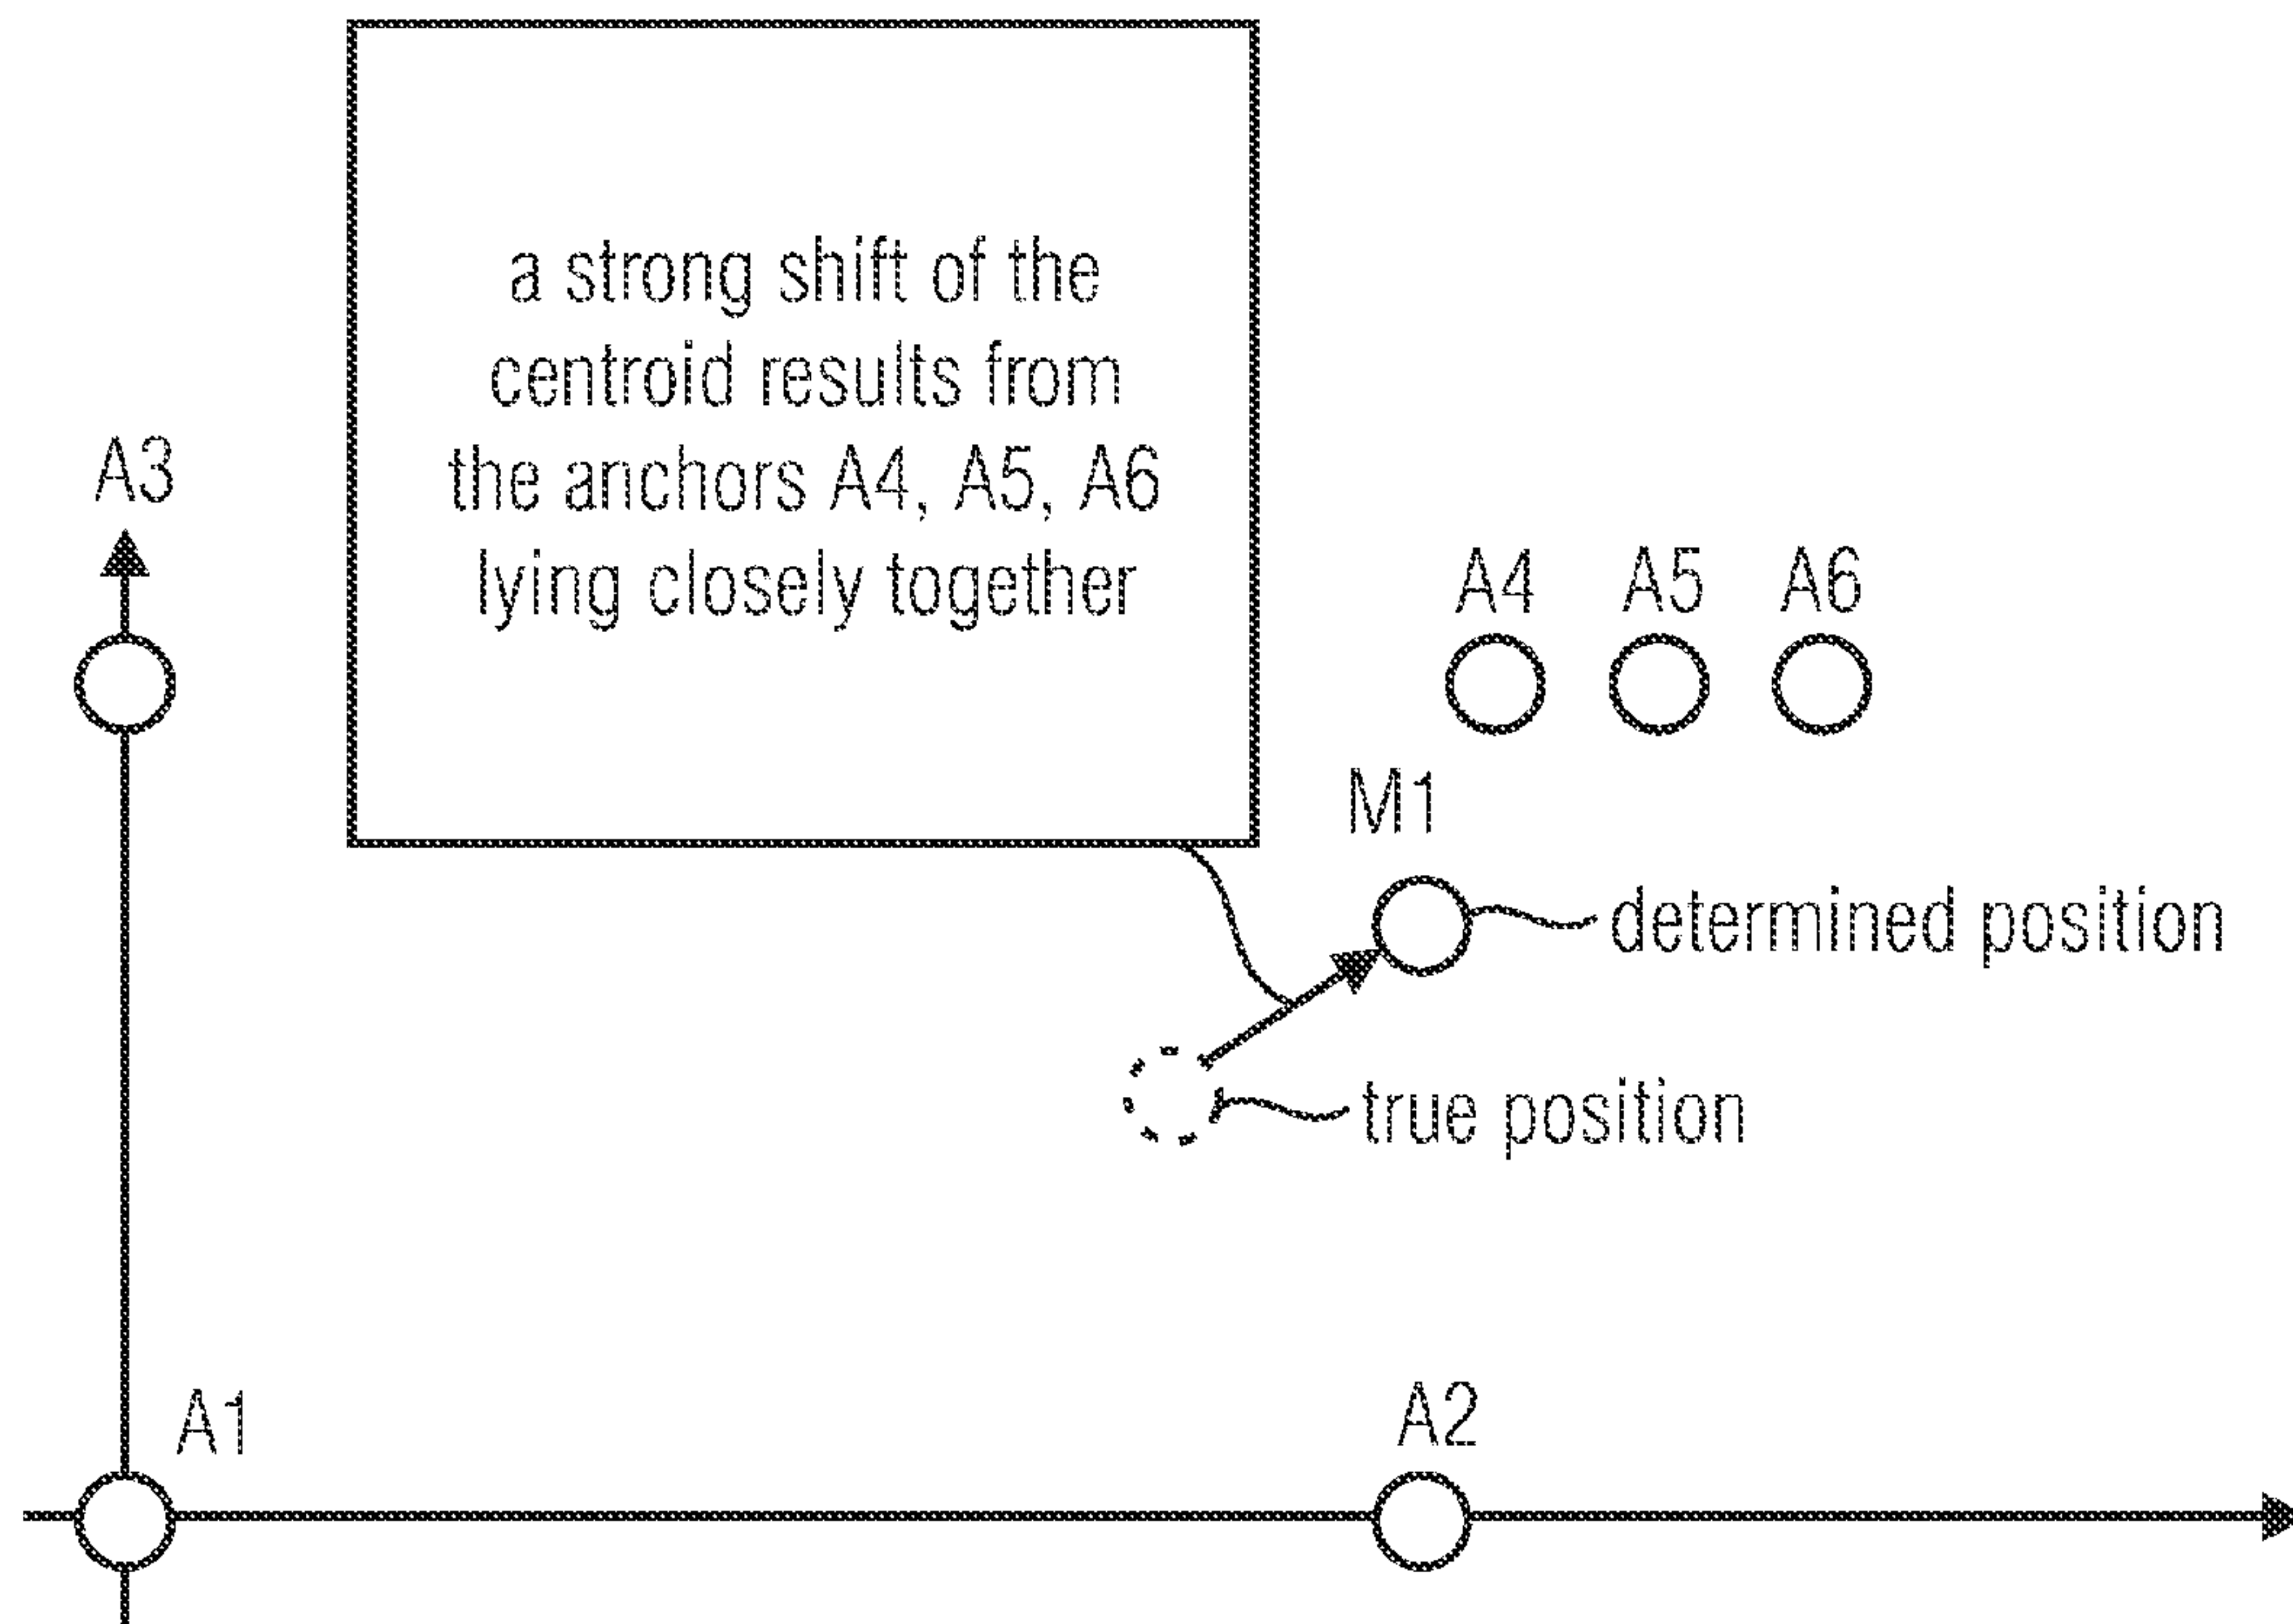 a strong shift of the
centroid results from
the anchors A4, A5, A6
lying closely together
A3
A4 A5 A6
M1
determined position
true position
A1
A2